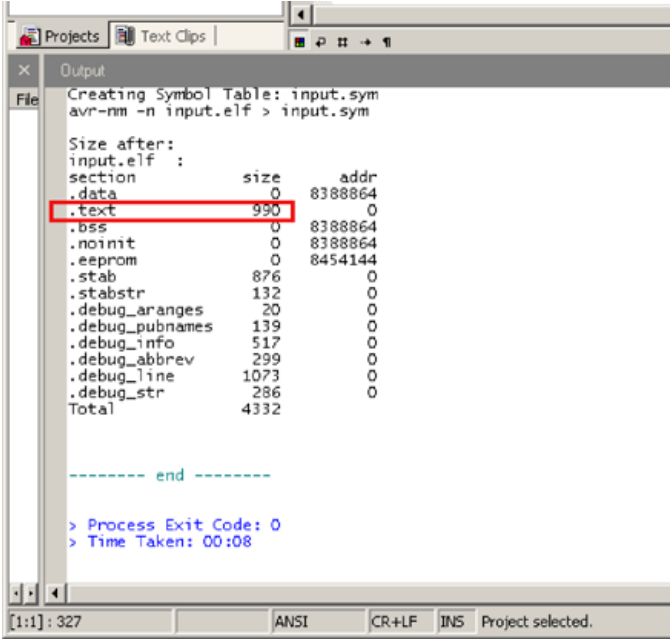 Projects Text Clips
Output
File
Creating Symbol Table: input.sym
avr-nm -n input.elf > input.sym
Size after:
input.elf :
section size addr
.data 0 8388864
.text 990 0
.bss 0 8388864
.noinit 0 8388864
.eeprom 0 8454144
.stab 876 0
.stabstr 132 0
.debug_aranges 20 0
.debug_pubnames 139 0
.debug_info 517 0
.debug_abbrev 299 0
.debug_line 1073 0
.debug_str 286 0
Total 4332
-------- end --------
> Process Exit Code: 0
> Time Taken: 00:08
[1:1] : 327 ANSI CR+LF INS Project selected.